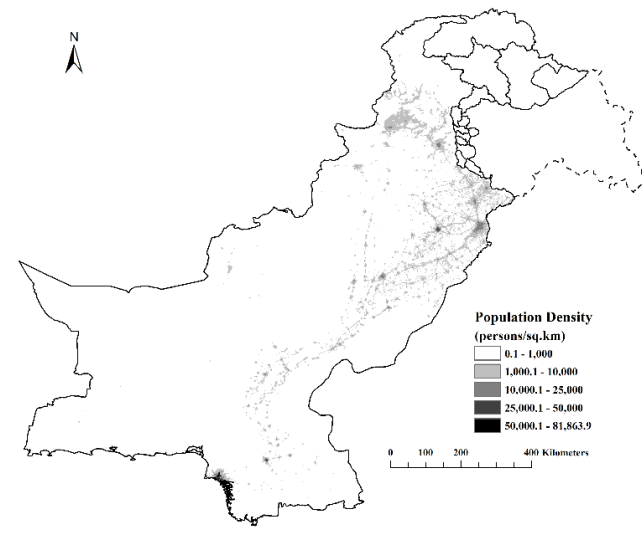 N
Population Density
(persons/sq.km)
0.1 - 1,000
1,000.1 - 10,000
10,000.1 - 25,000
25,000.1 - 50,000
50,000.1 - 81,863.9
0 100 200 400 Kilometers